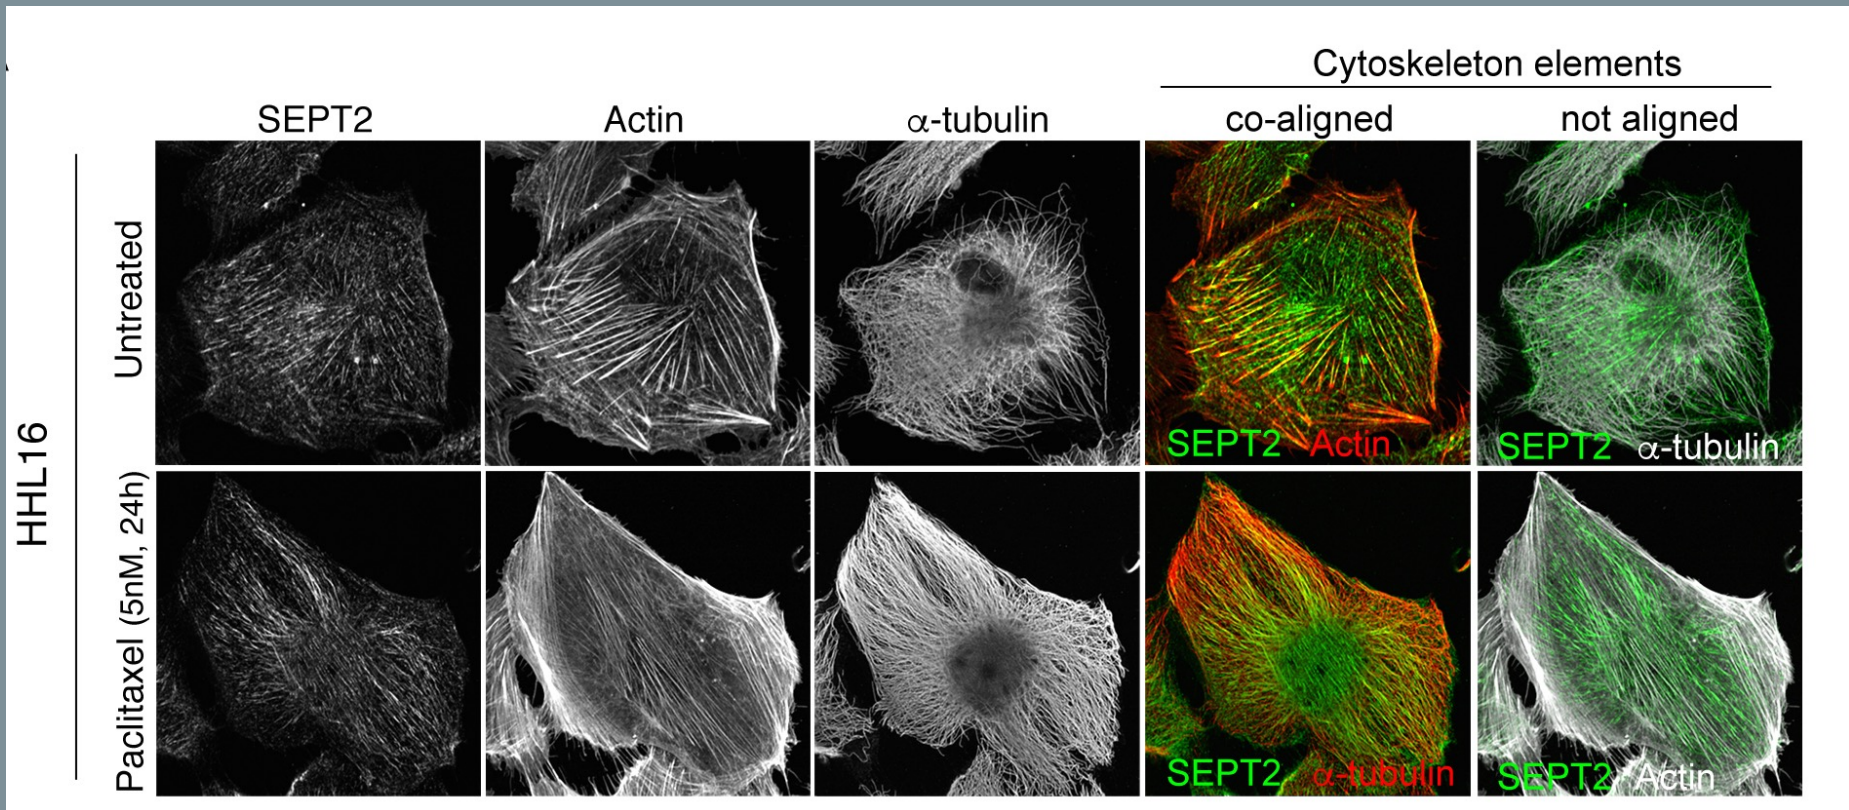 Cytoskeleton elements
SEPT2 Actin α-tubulin co-aligned not aligned
HHL16
Untreated
SEPT2 Actin
SEPT2 α-tubulin
Paclitaxel (5nM, 24h)
SEPT2 α-tubulin
SEPT2 Actin